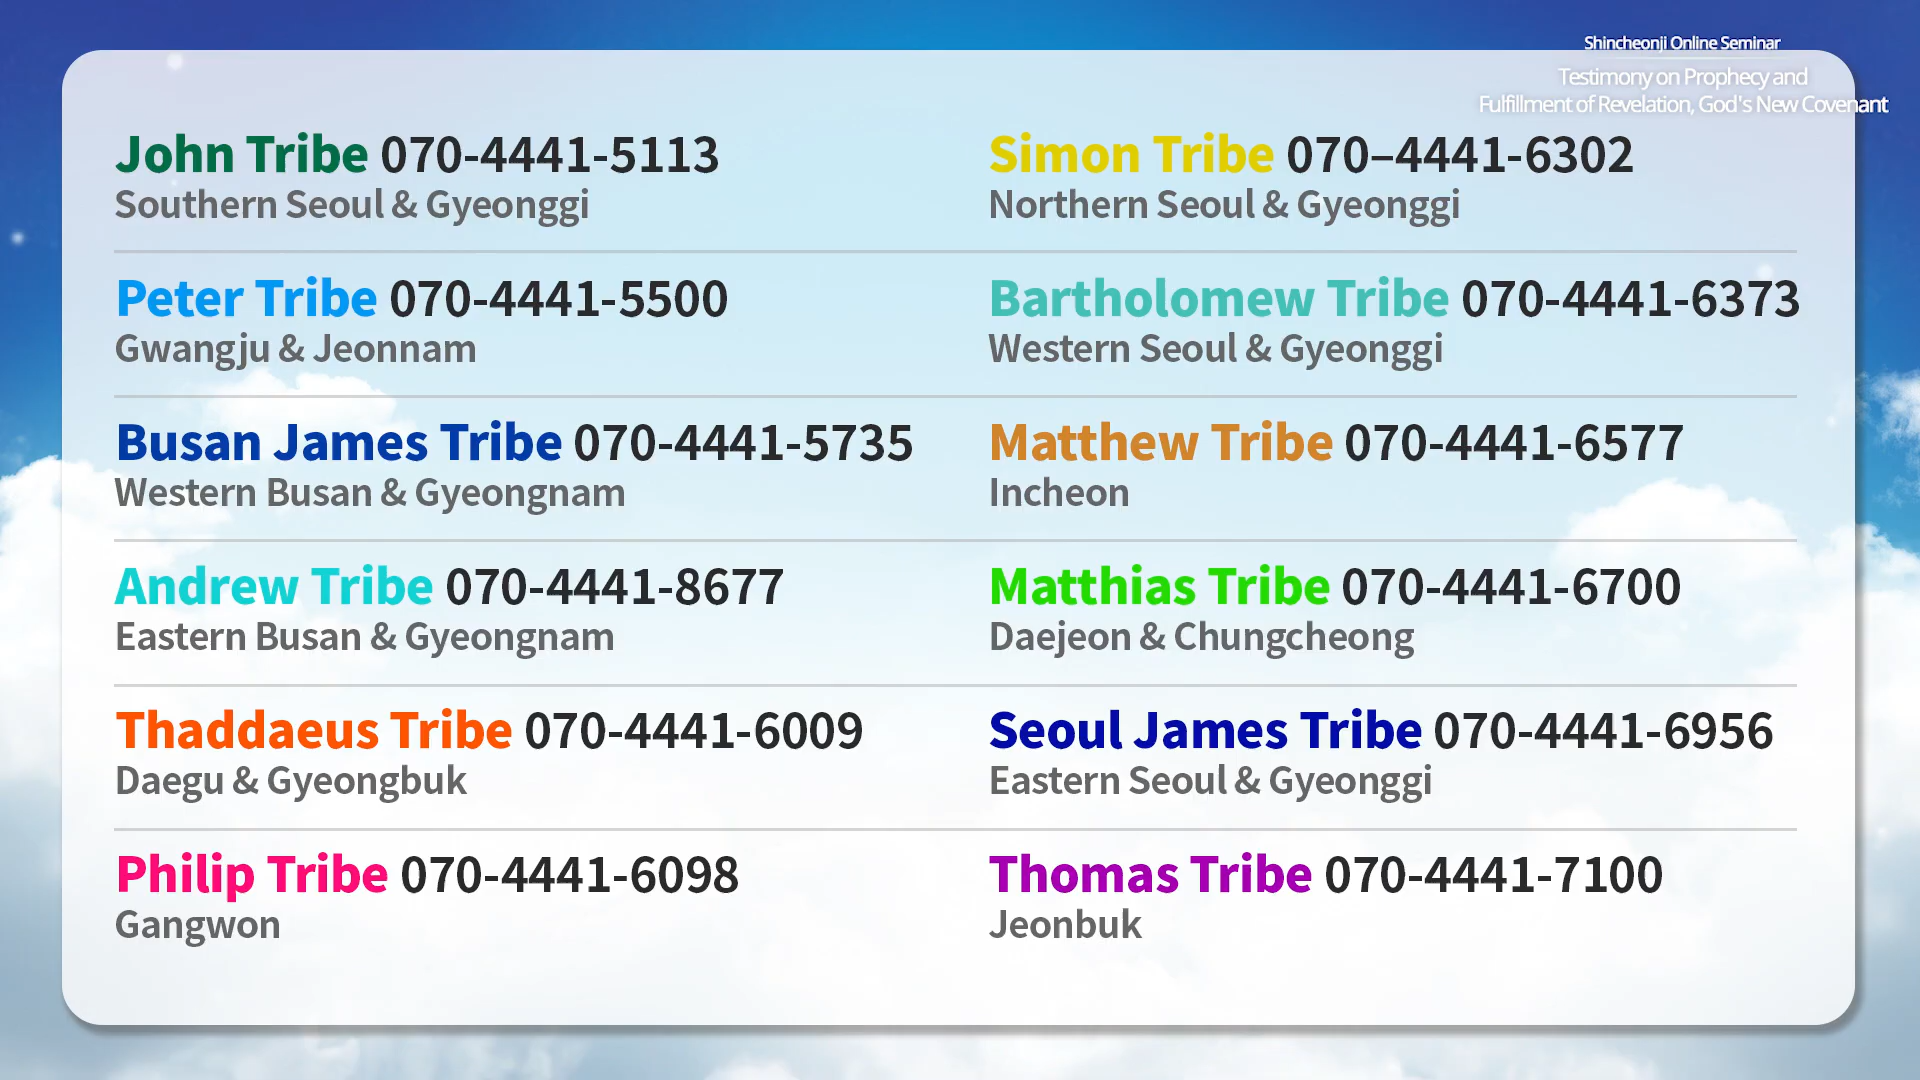 Shincheonji Online Seminar
Testimony on Prophecy and
Fulfillment of Revelation, God's New Covenant
John Tribe 070-4441-5113
Southern Seoul & Gyeonggi
Peter Tribe 070-4441-5500
Gwangju & Jeonnam
Busan James Tribe 070-4441-5735
Western Busan & Gyeongnam
Andrew Tribe 070-4441-8677
Eastern Busan & Gyeongnam
Thaddaeus Tribe 070-4441-6009
Daegu & Gyeongbuk
Philip Tribe 070-4441-6098
Gangwon
Simon Tribe 070–4441-6302
Northern Seoul & Gyeonggi
Bartholomew Tribe 070-4441-6373
Western Seoul & Gyeonggi
Matthew Tribe 070-4441-6577
Incheon
Matthias Tribe 070-4441-6700
Daejeon & Chungcheong
Seoul James Tribe 070-4441-6956
Eastern Seoul & Gyeonggi
Thomas Tribe 070-4441-7100
Jeonbuk